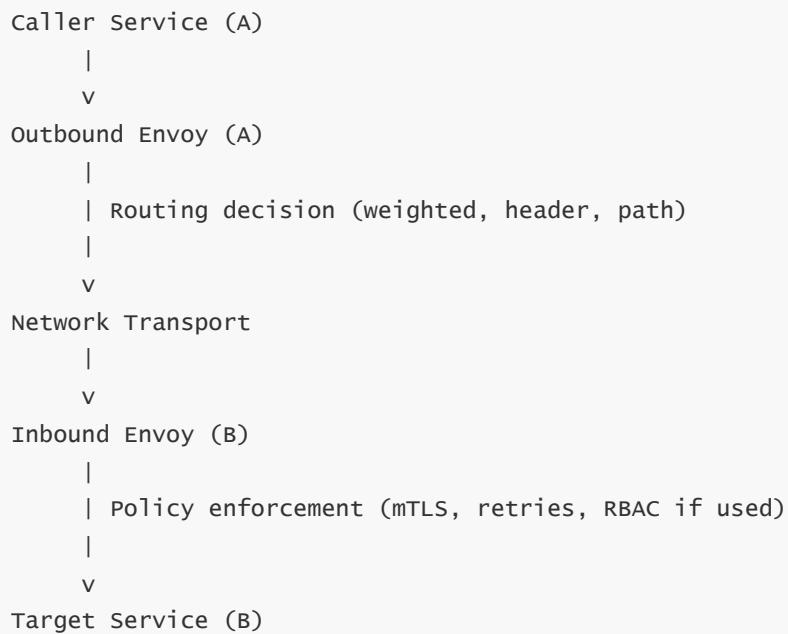 Caller Service (A)
|
v
Outbound Envoy (A)
|
| Routing decision (weighted, header, path)
|
v
Network Transport
|
v
Inbound Envoy (B)
|
| Policy enforcement (mTLS, retries, RBAC if used)
|
v
Target Service (B)